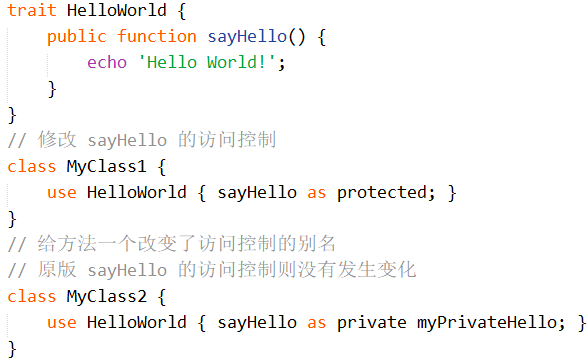 trait HelloWorld {
    public function sayHello() {
        echo 'Hello World!';
    }
}
// 修改 sayHello 的访问控制
class MyClass1 {
    use HelloWorld { sayHello as protected; }
}
// 给方法一个改变了访问控制的别名
// 原版 sayHello 的访问控制则没有发生变化
class MyClass2 {
    use HelloWorld { sayHello as private myPrivateHello; }
}